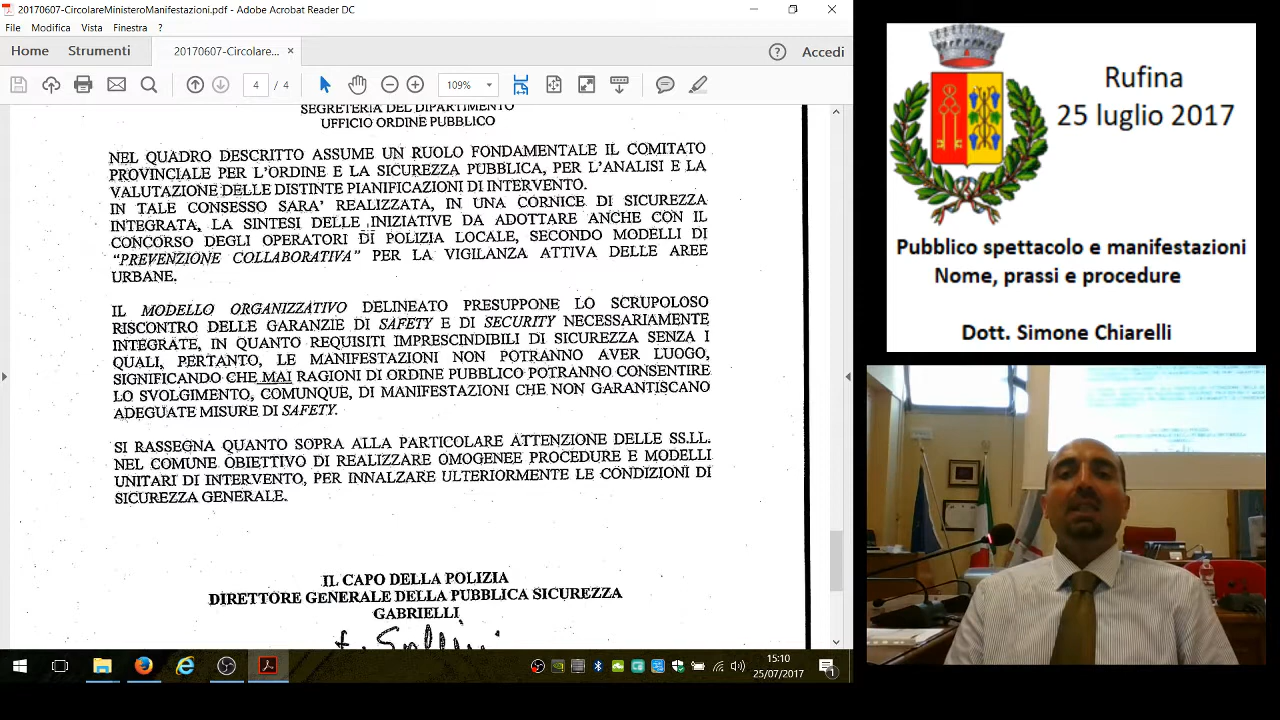 20170607-CircolareMinisteroManifestazioni.pdf - Adobe Acrobat Reader DC
File Modifica Vista Finestra ?
Home Strumenti 20170607-Circolare... × ? Accedi
4 / 4 109%
SEGRETERIA DEL DIPARTIMENTO
UFFICIO ORDINE PUBBLICO
NEL QUADRO DESCRITTO ASSUME UN RUOLO FONDAMENTALE IL COMITATO
PROVINCIALE PER L'ORDINE E LA SICUREZZA PUBBLICA, PER L'ANALISI E LA
VALUTAZIONE DELLE DISTINTE PIANIFICAZIONI DI INTERVENTO.
IN TALE CONSESSO SARA' REALIZZATA, IN UNA CORNICE DI SICUREZZA
INTEGRATA, LA SINTESI DELLE INIZIATIVE DA ADOTTARE ANCHE CON IL
CONCORSO DEGLI OPERATORI DI POLIZIA LOCALE, SECONDO MODELLI DI
"PREVENZIONE COLLABORATIVA" PER LA VIGILANZA ATTIVA DELLE AREE
URBANE.
IL MODELLO ORGANIZZATIVO DELINEATO PRESUPPONE LO SCRUPOLOSO
RISCONTRO DELLE GARANZIE DI SAFETY E DI SECURITY NECESSARIAMENTE
INTEGRATE, IN QUANTO REQUISITI IMPRESCINDIBILI DI SICUREZZA SENZA I
QUALI, PERTANTO, LE MANIFESTAZIONI NON POTRANNO AVER LUOGO,
SIGNIFICANDO CHE MAI RAGIONI DI ORDINE PUBBLICO POTRANNO CONSENTIRE
LO SVOLGIMENTO, COMUNQUE, DI MANIFESTAZIONI CHE NON GARANTISCANO
ADEGUATE MISURE DI SAFETY.
SI RASSEGNA QUANTO SOPRA ALLA PARTICOLARE ATTENZIONE DELLE SS.LL.
NEL COMUNE OBIETTIVO DI REALIZZARE OMOGENEE PROCEDURE E MODELLI
UNITARI DI INTERVENTO, PER INNALZARE ULTERIORMENTE LE CONDIZIONI DI
SICUREZZA GENERALE.
IL CAPO DELLA POLIZIA
DIRETTORE GENERALE DELLA PUBBLICA SICUREZZA
GABRIELLI
15:10
25/07/2017
1
Rufina
25 luglio 2017
Pubblico spettacolo e manifestazioni
Nome, prassi e procedure
Dott. Simone Chiarelli